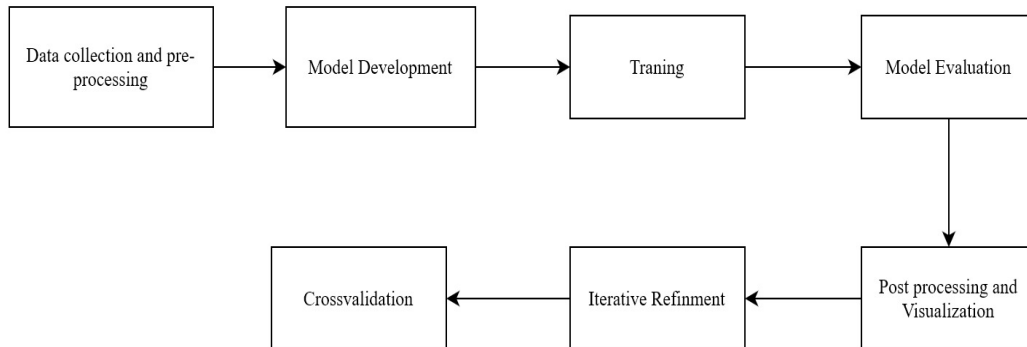 Data collection and pre-
processing
Model Development
Traning
Model Evaluation
Post processing and
Visualization
Iterative Refinment
Crossvalidation